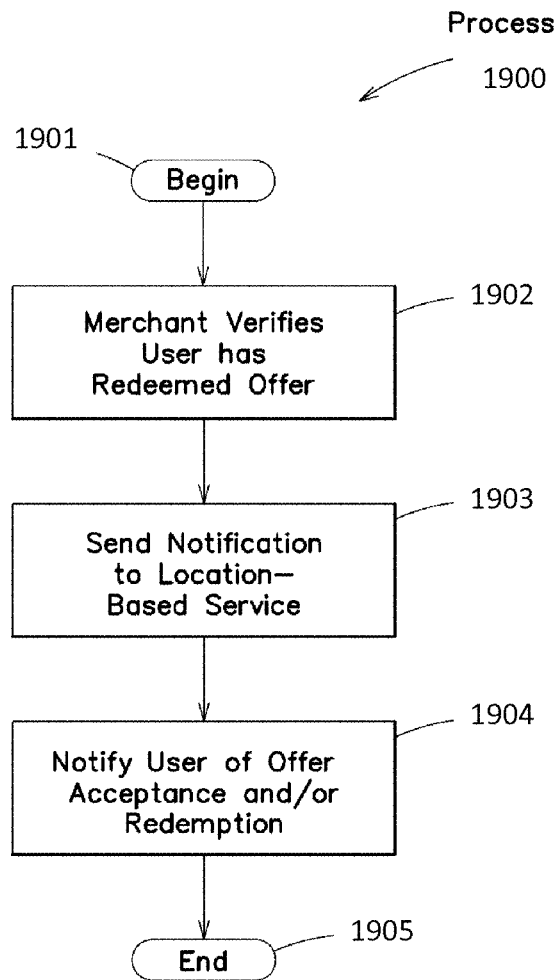 Process
1900
1901
Begin
1902
Merchant Verifies
User has
Redeemed Offer
1903
Send Notification
to Location-
Based Service
1904
Notify User of Offer
Acceptance and/or
Redemption
1905
End